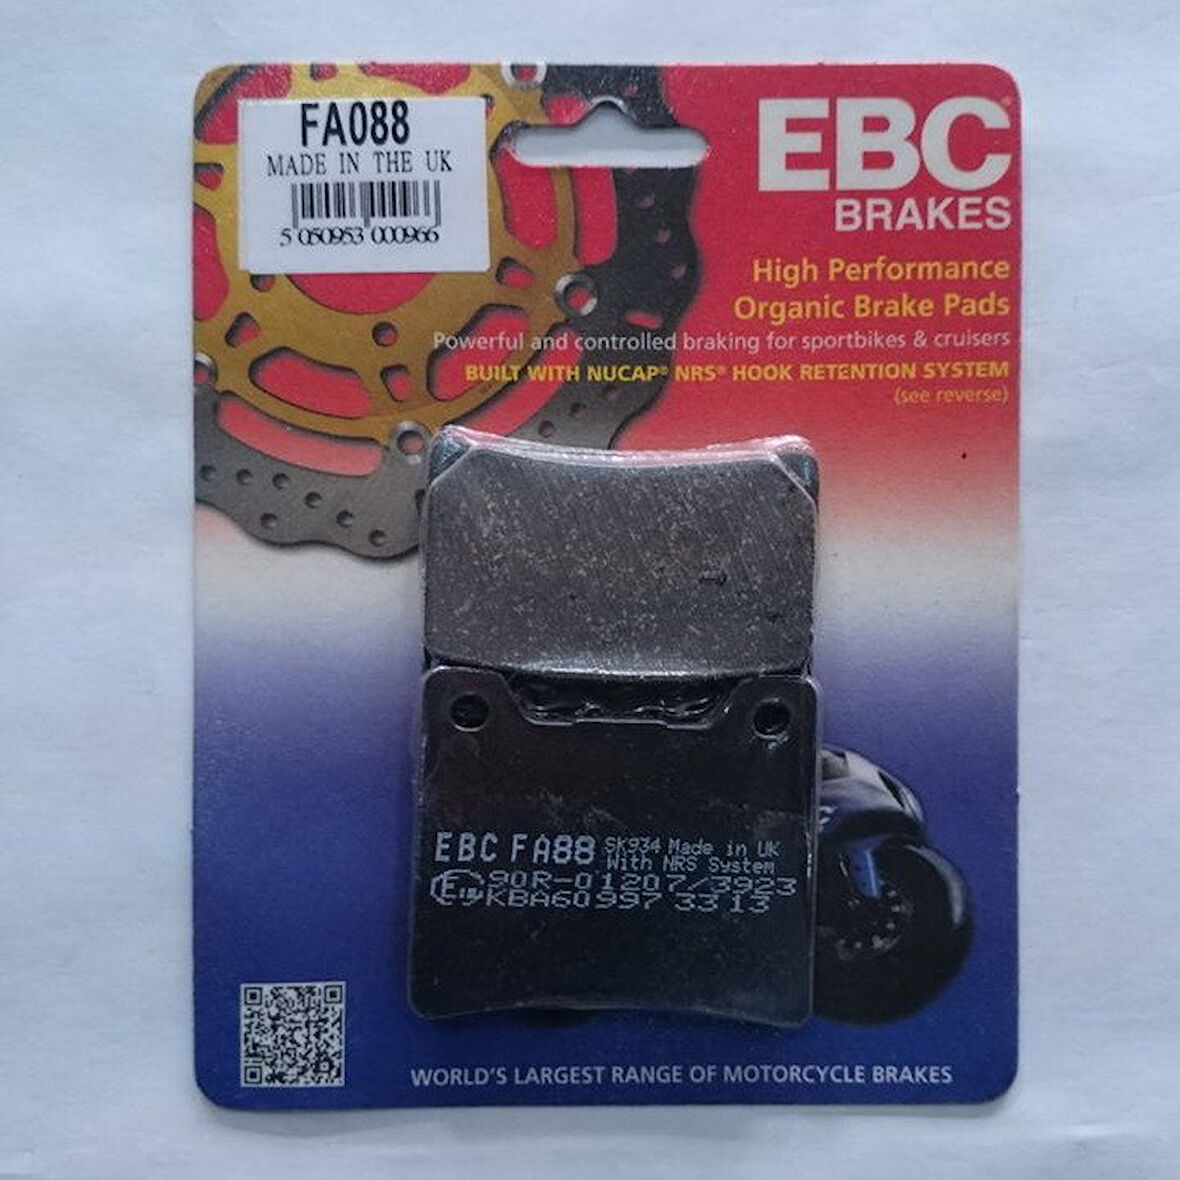 FA088
MADE IN THE UK
5 050953 000966
EBC
BRAKES
High Performance
Organic Brake Pads
Powerful and controlled braking for sportbikes & cruisers
BUILT WITH NUCAP® NRS® HOOK RETENTION SYSTEM
(see reverse)
EBC FA88 SK934 Made in UK
With NRS System
90R-01207/3923
KBA60997 33 13
WORLD'S LARGEST RANGE OF MOTORCYCLE BRAKES